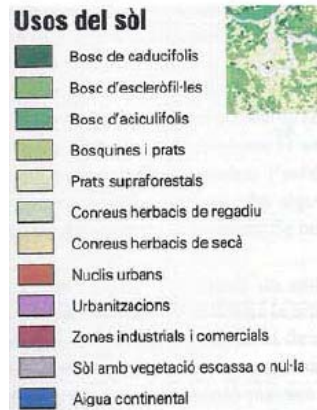 Usos del sòl
Bosc de caducifolis
Bosc d'escleròfil·les
Bosc d'aciculifolis
Bosquines i prats
Prats supraforestals
Conreus herbacis de regadiu
Conreus herbacis de secà
Nuclis urbans
Urbanitzacions
Zones industrials i comercials
Sòl amb vegetació escassa o nul·la
Aigua continental